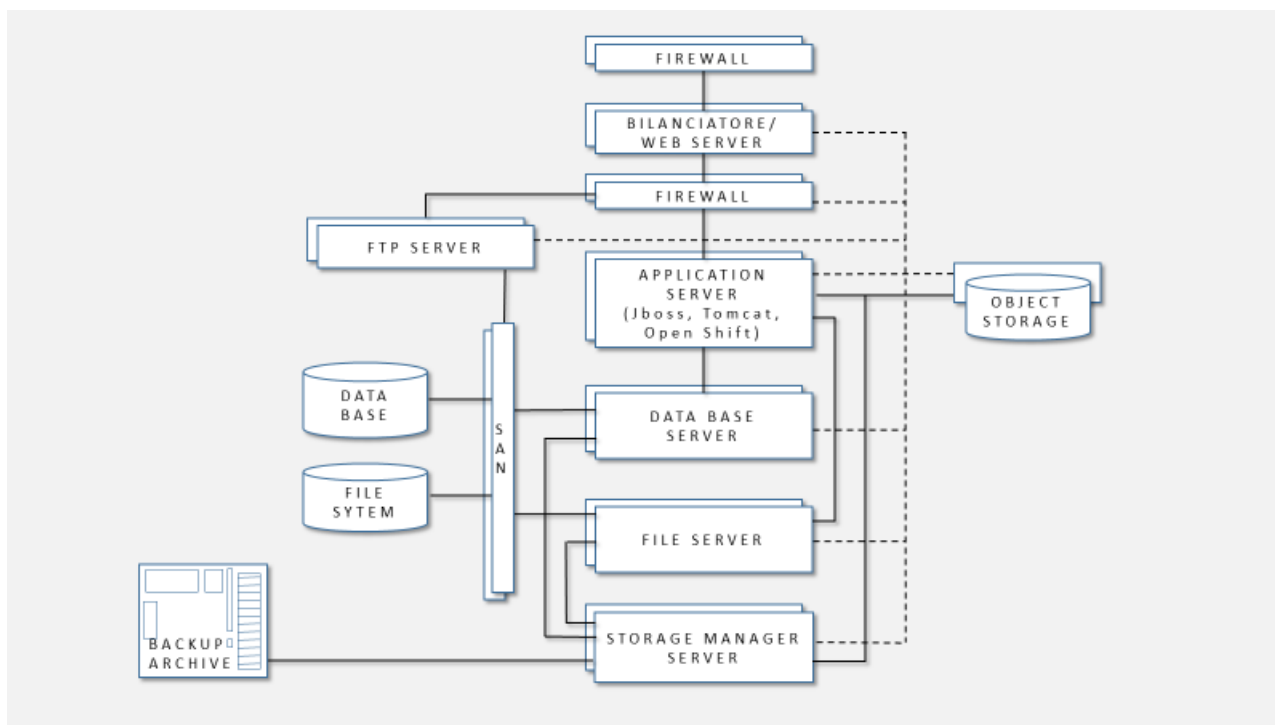 FIREWALL
BILANCIATORE/
WEB SERVER
FIREWALL
FTP SERVER
APPLICATION
SERVER
(Jboss, Tomcat,
Open Shift)
OBJECT
STORAGE
DATA
BASE
SAN
DATA BASE
SERVER
FILE
SYTEM
FILE SERVER
BACKUP
ARCHIVE
STORAGE MANAGER
SERVER